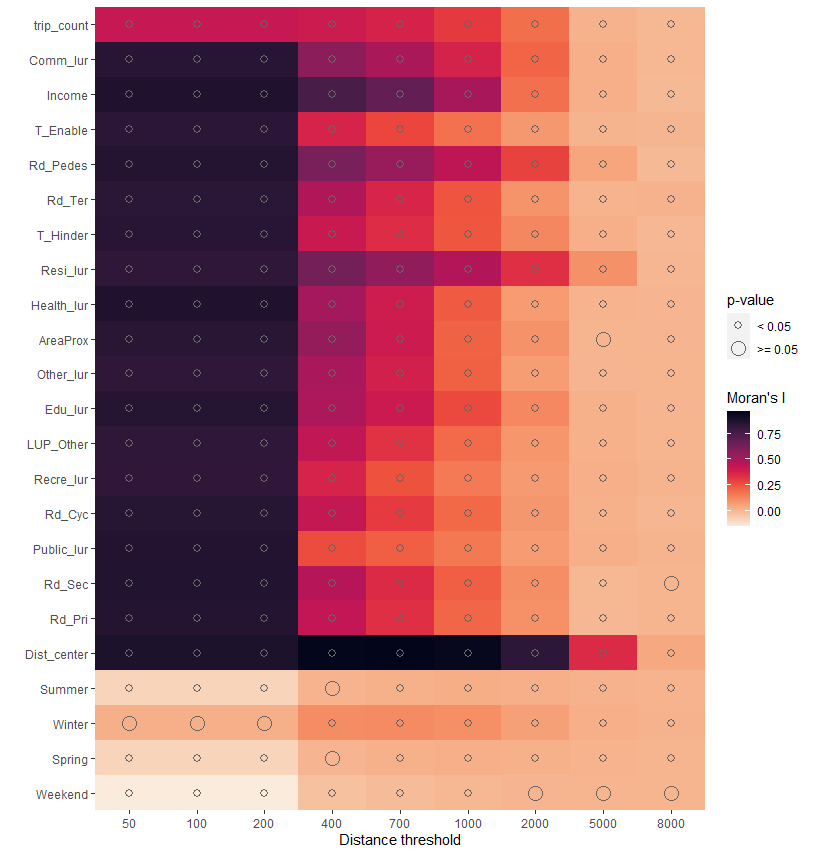 trip_count
Comm_lur
Income
T_Enable
Rd_Pedes
Rd_Ter
T_Hinder
Resi_lur
Health_lur
AreaProx
Other_lur
Edu_lur
LUP_Other
Recre_lur
Rd_Cyc
Public_lur
Rd_Sec
Rd_Pri
Dist_center
Summer
Winter
Spring
Weekend
50 100 200 400 700 1000 2000 5000 8000
Distance threshold
p-value
< 0.05
>= 0.05
Moran's I
0.75
0.50
0.25
0.00